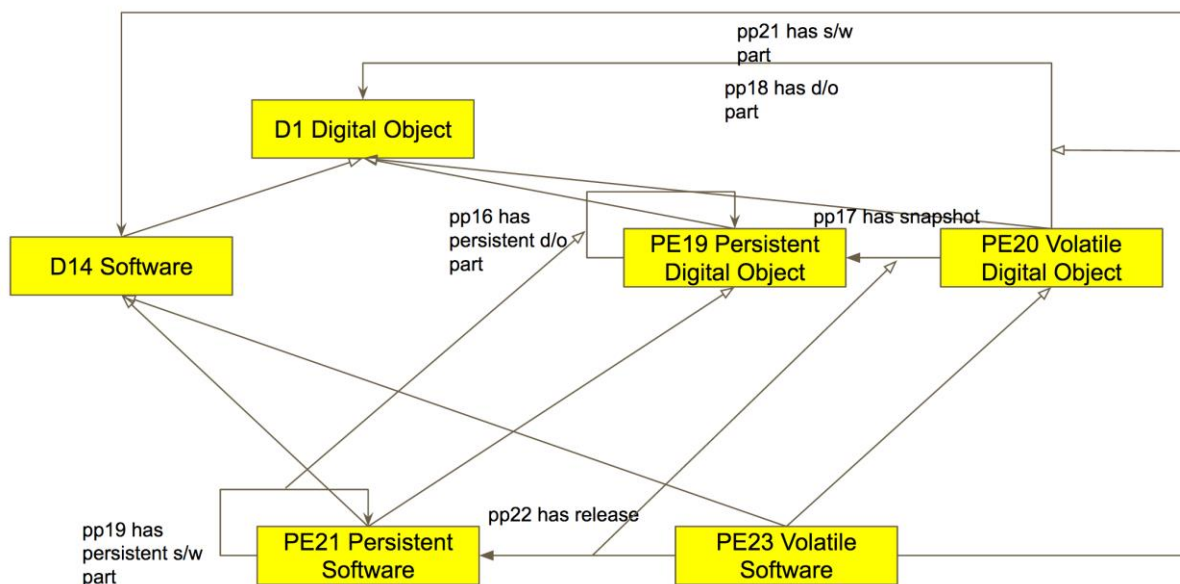 pp21 has s/w
part
pp18 has d/o
part
D1 Digital Object
pp16 has
persistent d/o
part
pp17 has snapshot
D14 Software
PE19 Persistent
Digital Object
PE20 Volatile
Digital Object
pp19 has
persistent s/w
part
pp22 has release
PE21 Persistent
Software
PE23 Volatile
Software